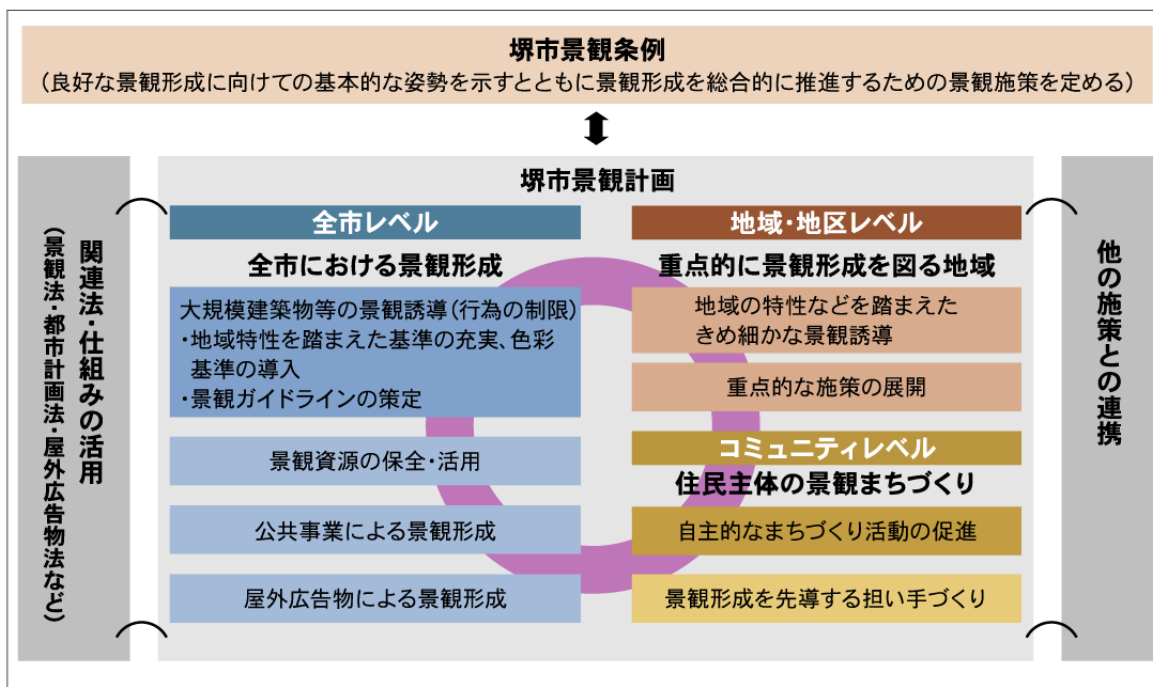 堺市景観条例
(良好な景観形成に向けての基本的な姿勢を示すとともに景観形成を総合的に推進するための景観施策を定める)
関連法・仕組みの活用
(景観法・都市計画法・屋外広告物法など)
堺市景観計画
全市レベル
全市における景観形成
大規模建築物等の景観誘導(行為の制限)
・地域特性を踏まえた基準の充実、色彩
基準の導入
・景観ガイドラインの策定
景観資源の保全・活用
公共事業による景観形成
屋外広告物による景観形成
地域・地区レベル
重点的に景観形成を図る地域
地域の特性などを踏まえた
きめ細かな景観誘導
重点的な施策の展開
コミュニティレベル
住民主体の景観まちづくり
自主的なまちづくり活動の促進
景観形成を先導する担い手づくり
他の施策との連携